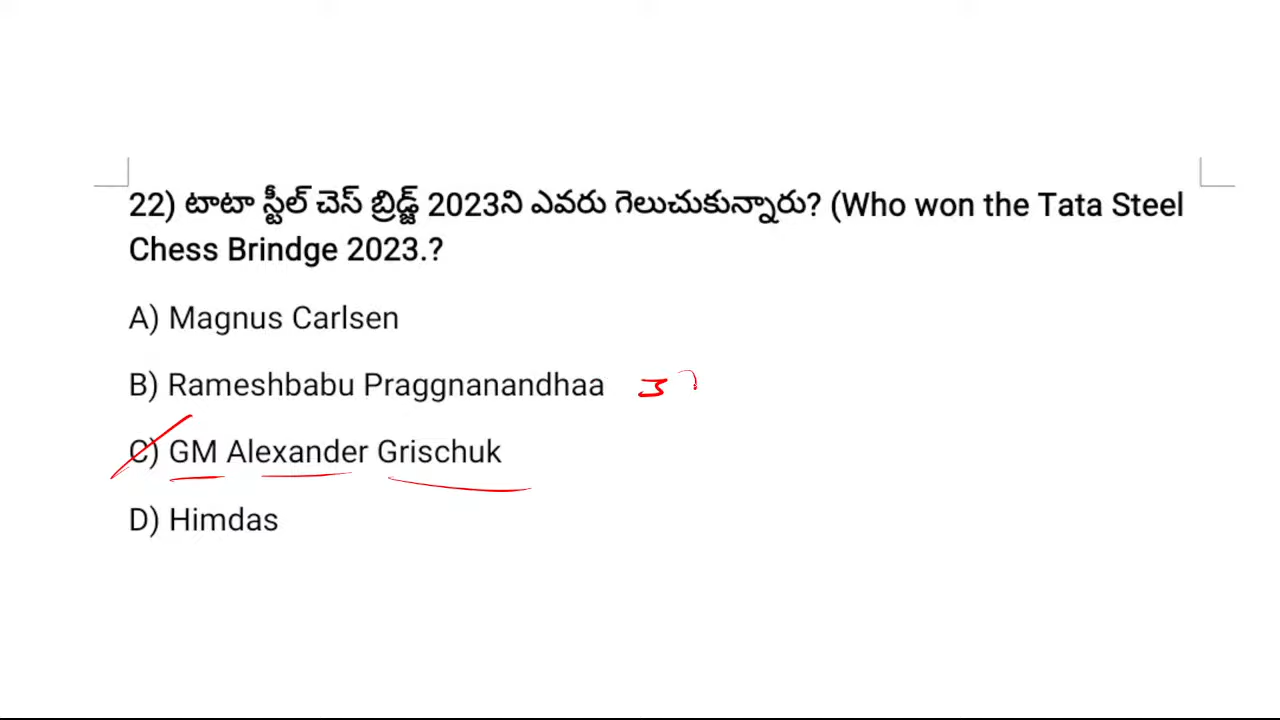 22) టాటా స్టీల్ చెస్ బ్రిడ్జ్ 2023ని ఎవరు గెలుచుకున్నారు? (Who won the Tata Steel
Chess Brindge 2023.?
A) Magnus Carlsen
B) Rameshbabu Praggnanandhaa
C) GM Alexander Grischuk
D) Himdas